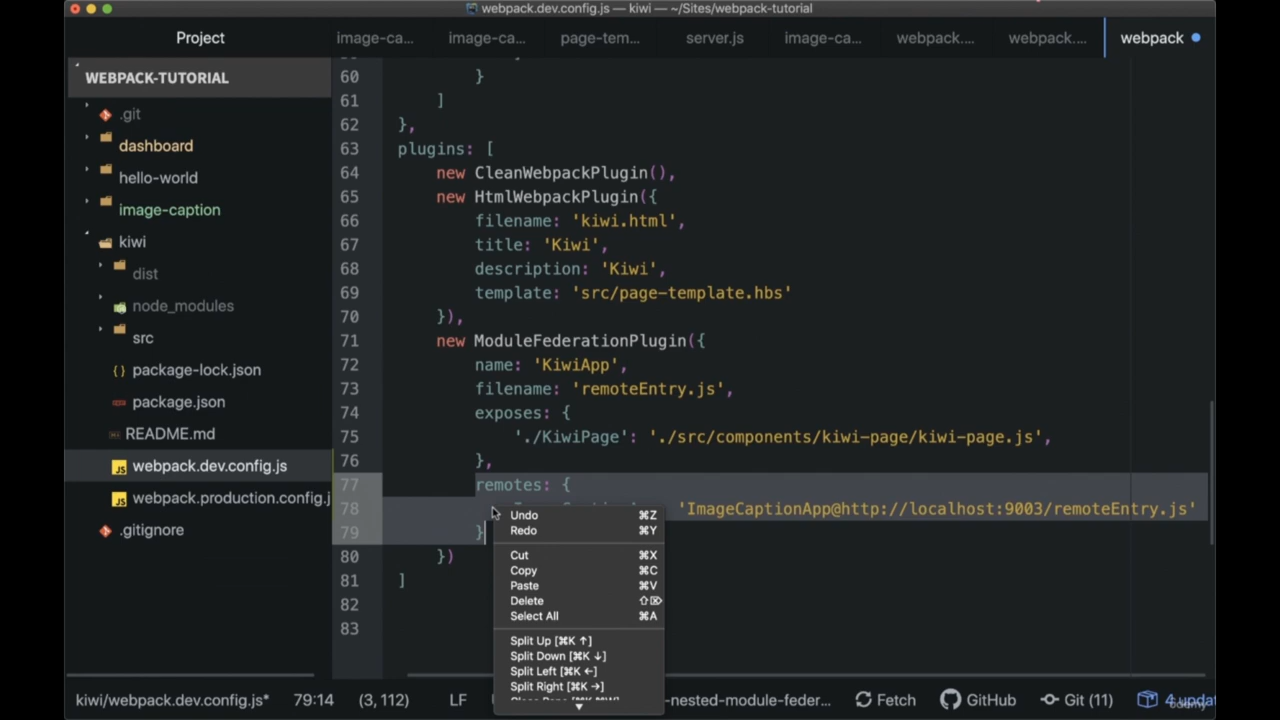 webpack.dev.config.js — kiwi — ~/Sites/webpack-tutorial
Project
image-ca... image-ca... page-tem... server.js image-ca... webpack.... webpack.... webpack
WEBPACK-TUTORIAL
.git
dashboard
hello-world
image-caption
kiwi
dist
node_modules
src
package-lock.json
package.json
README.md
webpack.dev.config.js
webpack.production.config.j
.gitignore
60 }
61 ]
62 },
63 plugins: [
64 new CleanWebpackPlugin(),
65 new HtmlWebpackPlugin({
66 filename: 'kiwi.html',
67 title: 'Kiwi',
68 description: 'Kiwi',
69 template: 'src/page-template.hbs'
70 }),
71 new ModuleFederationPlugin({
72 name: 'KiwiApp',
73 filename: 'remoteEntry.js',
74 exposes: {
75 './KiwiPage': './src/components/kiwi-page/kiwi-page.js',
76 },
77 remotes: {
78 'ImageCaptionApp@http://localhost:9003/remoteEntry.js'
79 }
80 })
81 ]
82
83
Undo ⌘Z
Redo ⌘Y
Cut ⌘X
Copy ⌘C
Paste ⌘V
Delete ⇧⌦
Select All ⌘A
Split Up [⌘K ↑]
Split Down [⌘K ↓]
Split Left [⌘K ←]
Split Right [⌘K →]
kiwi/webpack.dev.config.js* 79:14 (3, 112) LF -nested-module-feder... Fetch GitHub Git (11)